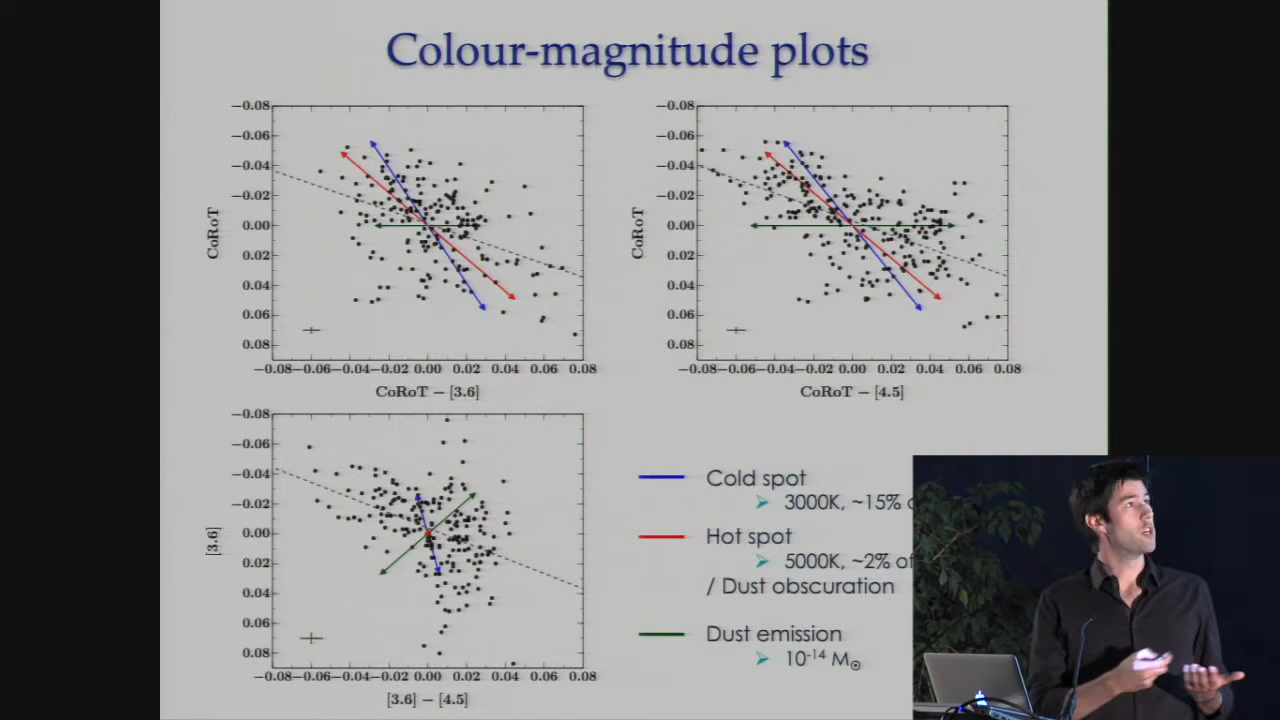 Colour-magnitude plots
−0.08
−0.06
−0.04
−0.02
0.00
0.02
0.04
0.06
0.08
CoRoT
−0.08−0.06−0.04−0.02 0.00 0.02 0.04 0.06 0.08
CoRoT − [3.6]
−0.08
−0.06
−0.04
−0.02
0.00
0.02
0.04
0.06
0.08
CoRoT
−0.08−0.06−0.04−0.02 0.00 0.02 0.04 0.06 0.08
CoRoT − [4.5]
−0.08
−0.06
−0.04
−0.02
0.00
0.02
0.04
0.06
0.08
[3.6]
−0.08−0.06−0.04−0.02 0.00 0.02 0.04 0.06 0.08
[3.6] − [4.5]
Cold spot
3000K, ~15%
Hot spot
5000K, ~2% of
/ Dust obscuration
Dust emission
10⁻¹⁴ M☉